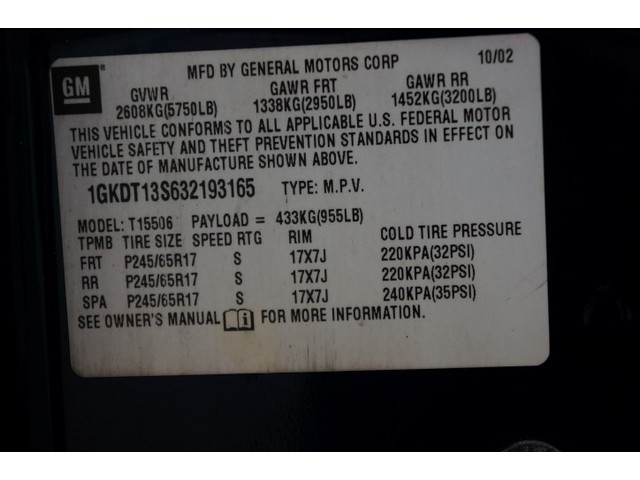 GM
MFD BY GENERAL MOTORS CORP 10/02
GVWR GAWR FRT GAWR RR
2608KG(5750LB) 1338KG(2950LB) 1452KG(3200LB)
THIS VEHICLE CONFORMS TO ALL APPLICABLE U.S. FEDERAL MOTOR
VEHICLE SAFETY AND THEFT PREVENTION STANDARDS IN EFFECT ON
THE DATE OF MANUFACTURE SHOWN ABOVE.
1GKDT13S632193165 TYPE: M.P.V.
MODEL: T15506 PAYLOAD = 433KG(955LB)
TPMB TIRE SIZE SPEED RTG RIM COLD TIRE PRESSURE
FRT P245/65R17 S 17X7J 220KPA(32PSI)
RR P245/65R17 S 17X7J 220KPA(32PSI)
SPA P245/65R17 S 17X7J 240KPA(35PSI)
SEE OWNER'S MANUAL FOR MORE INFORMATION.